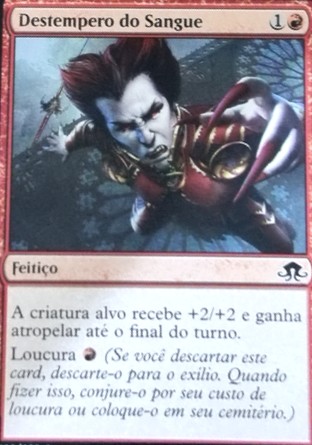 Destempero do Sangue 1
Feitiço
A criatura alvo recebe +2/+2 e ganha
atropelar até o final do turno.
Loucura (Se você descartar este
card, descarte-o para o exílio. Quando
fizer isso, conjure-o por seu custo de
loucura ou coloque-o em seu cemitério.)